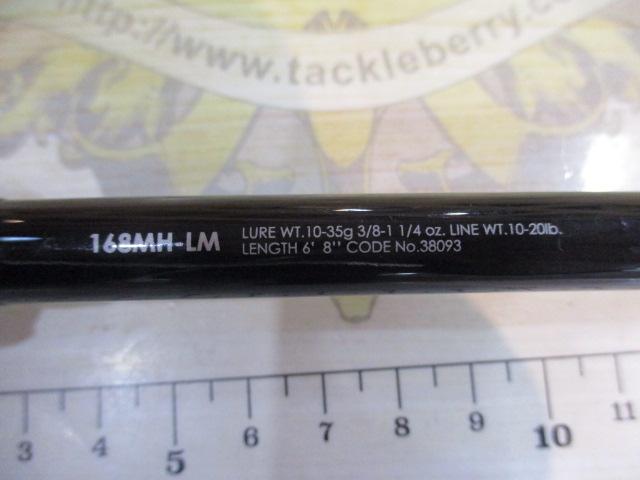 http://www.tackleberry.co
168MH-LM
LURE WT.10-35g 3/8-1 1/4 oz. LINE WT.10-20lb.
LENGTH 6' 8'' CODE No.38093
3 4 5 6 7 8 9 10 11